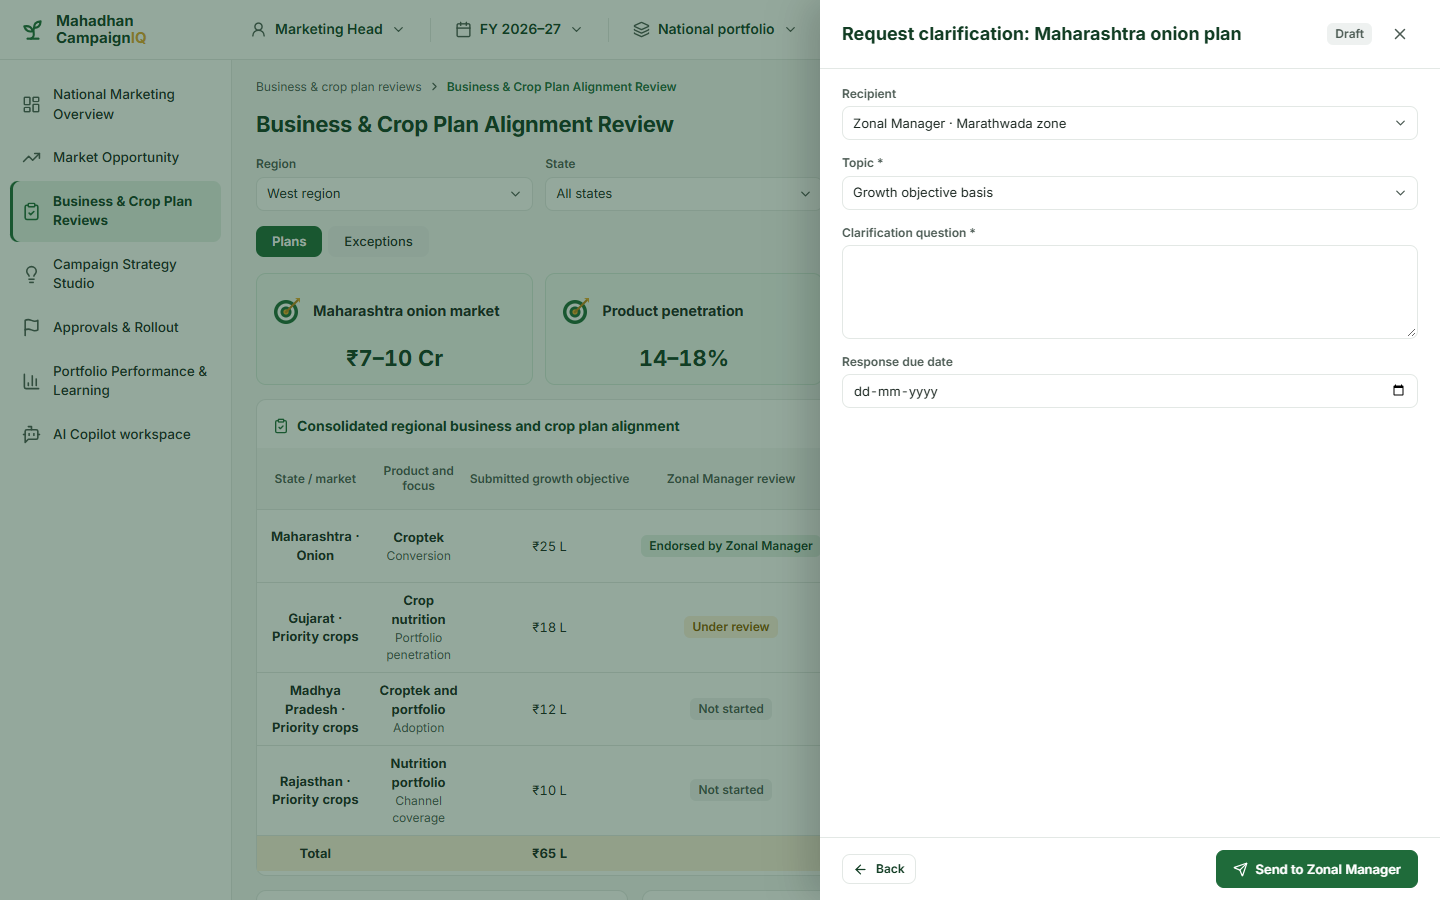 Mahadhan
CampaignIQ
Marketing Head
FY 2026–27
National portfolio
National Marketing
Overview
Market Opportunity
Business & Crop Plan
Reviews
Campaign Strategy
Studio
Approvals & Rollout
Portfolio Performance &
Learning
AI Copilot workspace
Business & crop plan reviews
Business & Crop Plan Alignment Review
Business & Crop Plan Alignment Review
Region
State
West region
All states
Plans
Exceptions
Maharashtra onion market
₹7–10 Cr
Product penetration
14–18%
Consolidated regional business and crop plan alignment
State / market
Product and
focus
Submitted growth objective
Zonal Manager review
Maharashtra ·
Onion
Croptek
Conversion
₹25 L
Endorsed by Zonal Manager
Gujarat ·
Priority crops
Crop
nutrition
Portfolio
penetration
₹18 L
Under review
Madhya
Pradesh ·
Priority crops
Croptek and
portfolio
Adoption
₹12 L
Not started
Rajasthan ·
Priority crops
Nutrition
portfolio
Channel
coverage
₹10 L
Not started
Total
₹65 L
Request clarification: Maharashtra onion plan
Draft
Recipient
Zonal Manager · Marathwada zone
Topic *
Growth objective basis
Clarification question *
Response due date
dd-mm-yyyy
Back
Send to Zonal Manager